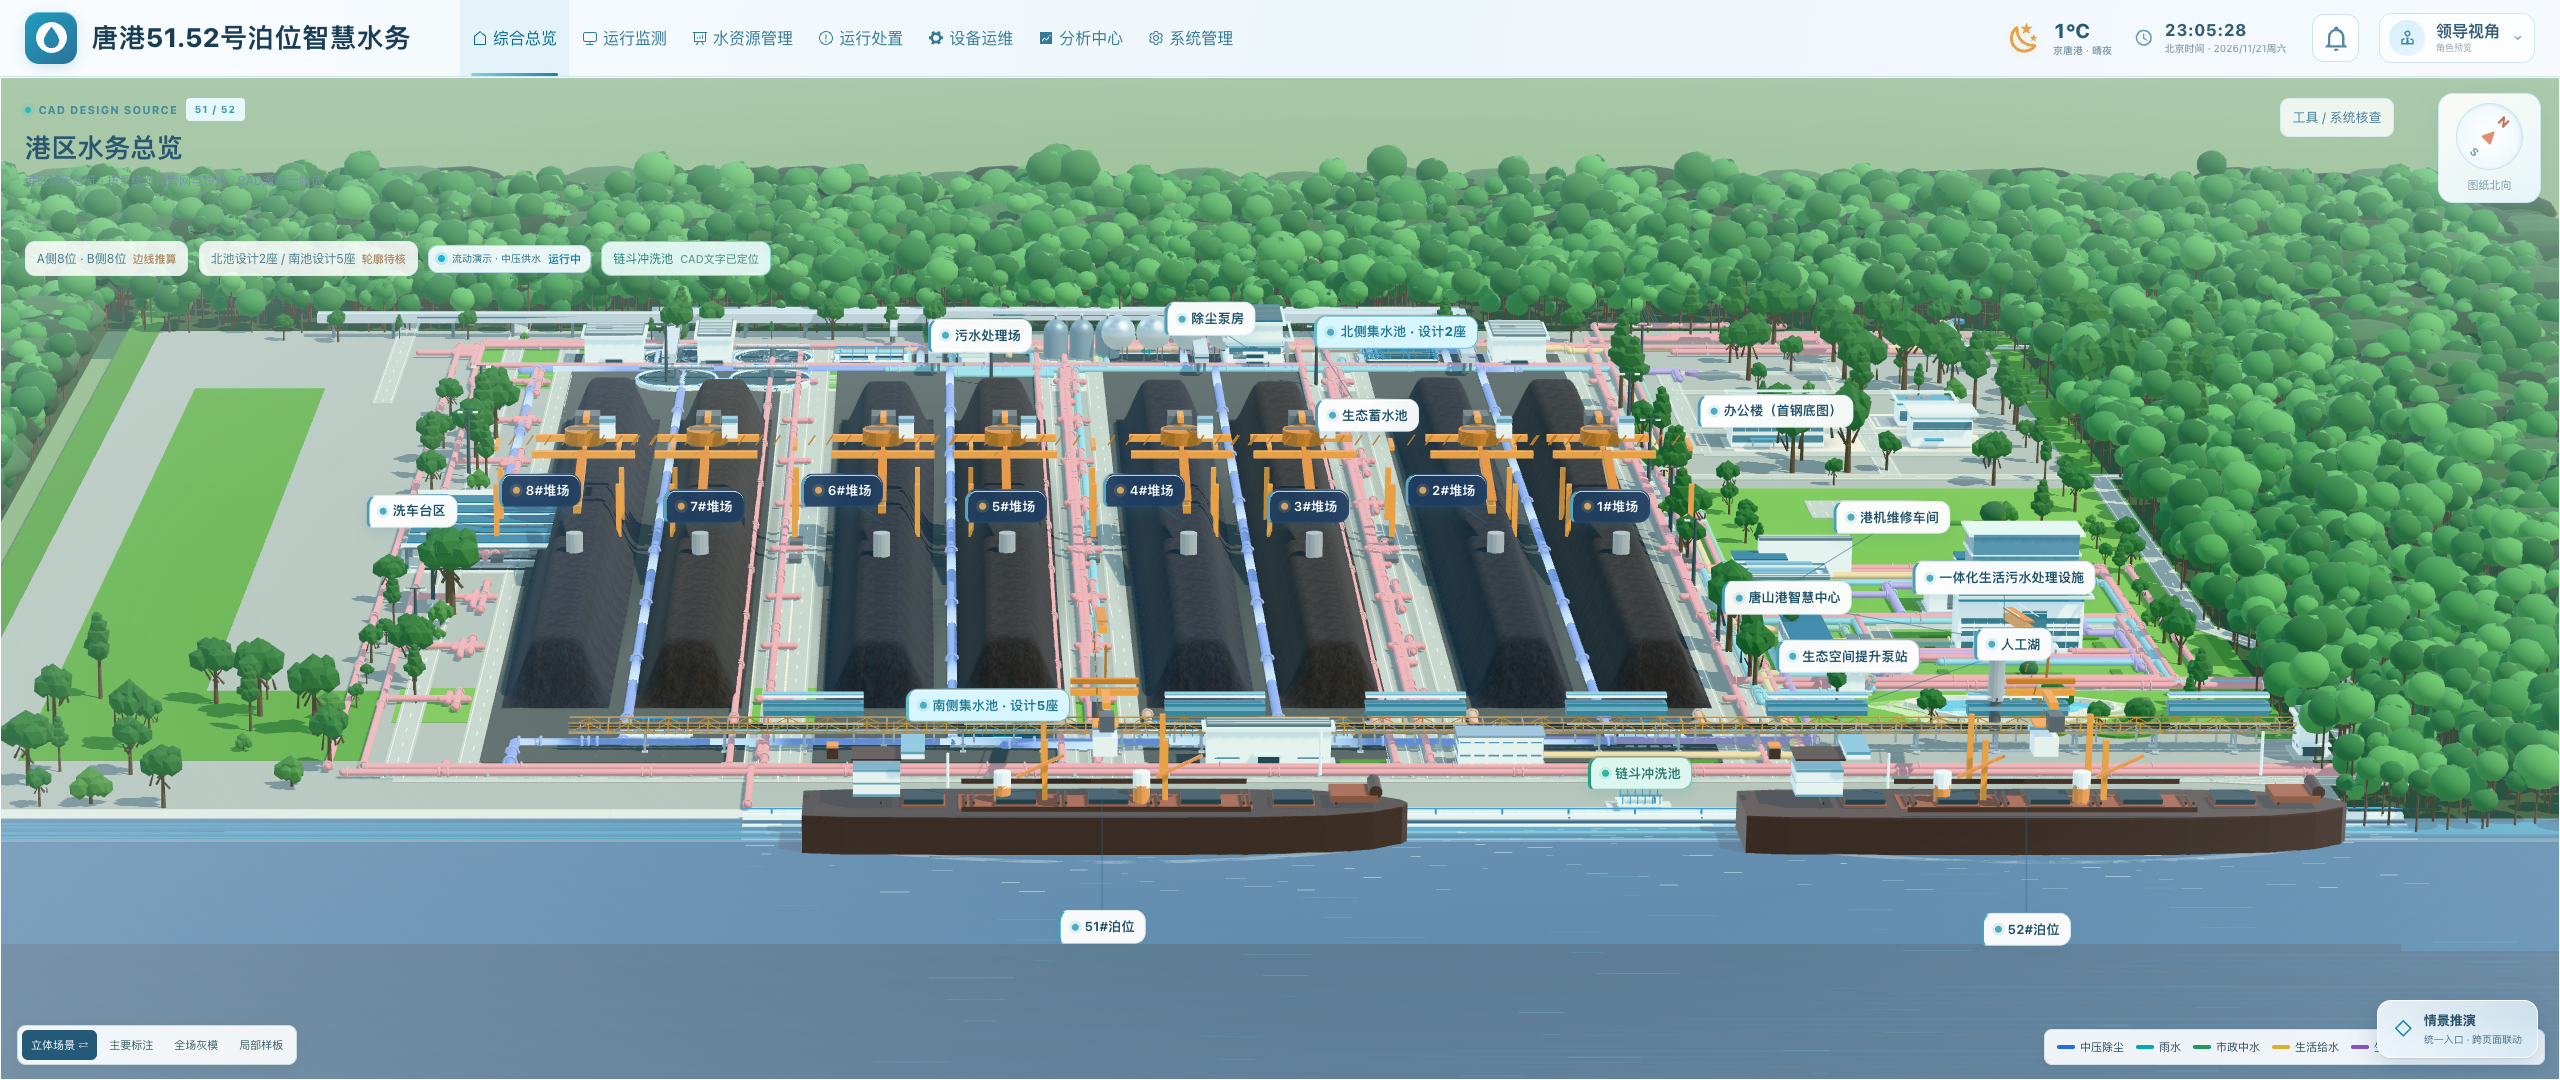 唐港51.52号泊位智慧水务
综合总览
运行监测
水资源管理
运行处置
设备运维
分析中心
系统管理
1°C
京唐港 · 晴夜
23:05:28
北京时间 · 2026/11/21周六
领导视角
角色预览
CAD DESIGN SOURCE
51 / 52
港区水务总览
工具 / 系统核查
N
S
图纸北向
A侧8位 · B侧8位 边线推算
北池设计2座 / 南池设计5座 轮廓待核
流动演示 · 中压供水 运行中
链斗冲洗池 CAD文字已定位
污水处理场
除尘泵房
北侧集水池 · 设计2座
生态蓄水池
办公楼（首钢底图）
8#堆场
7#堆场
6#堆场
5#堆场
4#堆场
3#堆场
2#堆场
1#堆场
洗车台区
港机维修车间
一体化生活污水处理设施
唐山港智慧中心
人工湖
生态空间提升泵站
南侧集水池 · 设计5座
链斗冲洗池
51#泊位
52#泊位
立体场景 ⇄
主要标注
全场灰模
局部样板
中压除尘
雨水
市政中水
生活给水
情景推演
统一入口 · 跨页面联动